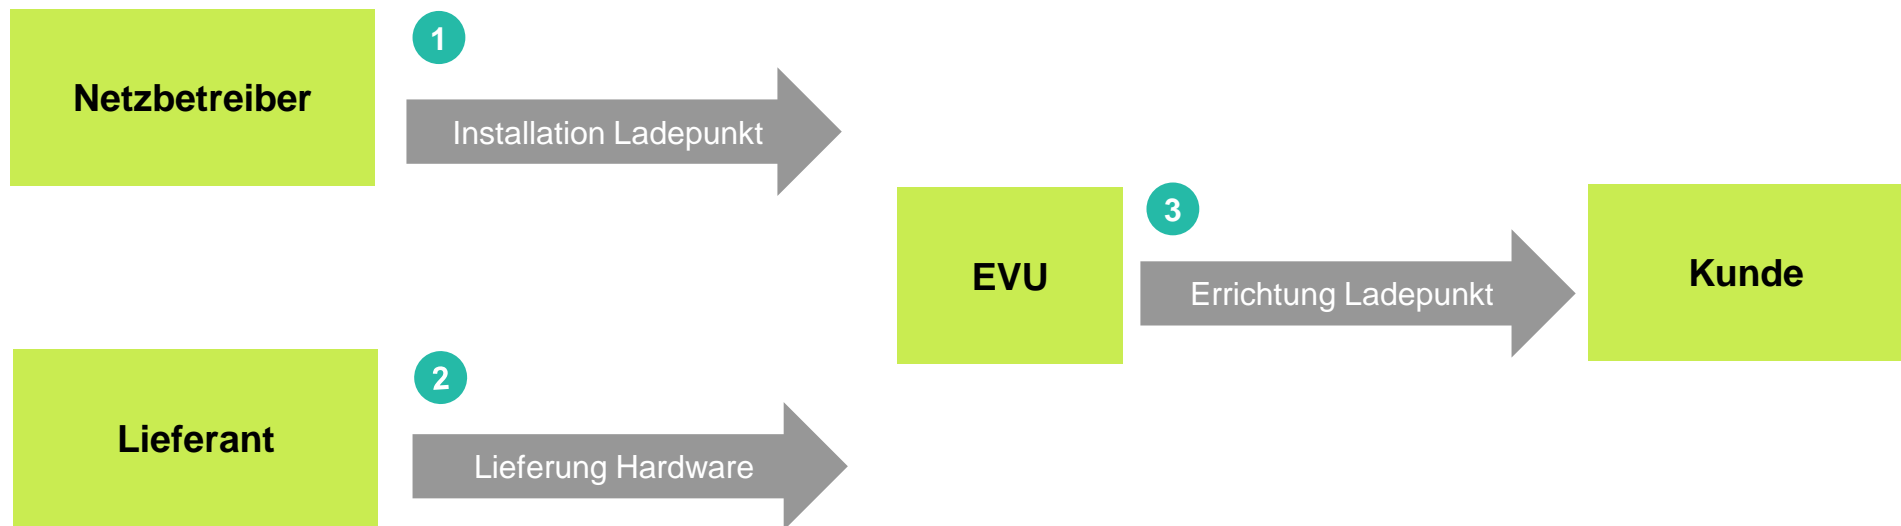 Netzbetreiber
1
Installation Ladepunkt
EVU
3
Errichtung Ladepunkt
Kunde
Lieferant
2
Lieferung Hardware